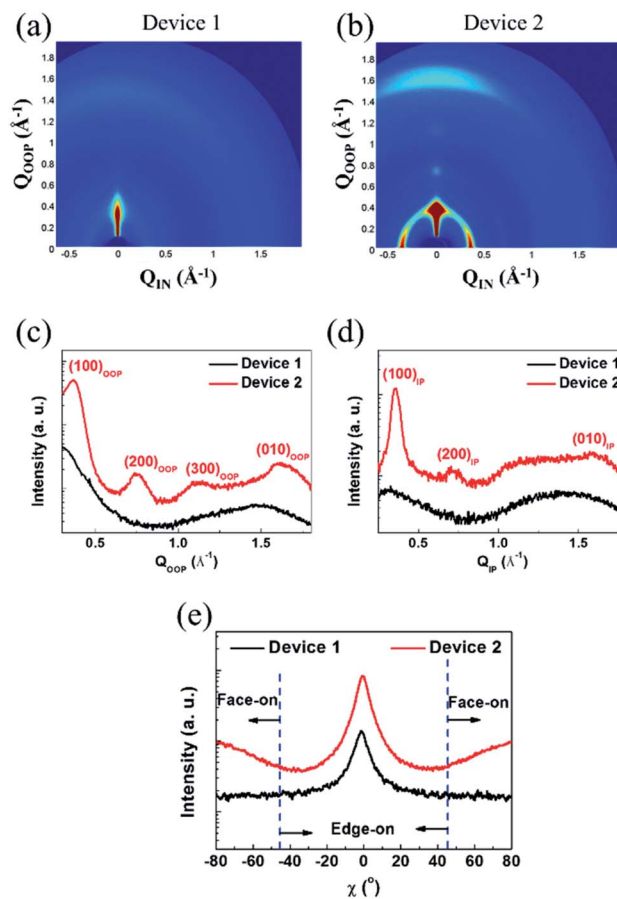 (a) Device 1
Q_OOP (Å⁻¹)
1.8
1.6
1.4
1.2
1
0.8
0.6
0.4
0.2
0
-0.5 0 0.5 1 1.5
Q_IN (Å⁻¹)
(b) Device 2
Q_OOP (Å⁻¹)
1.8
1.6
1.4
1.2
1
0.8
0.6
0.4
0.2
0
-0.5 0 0.5 1 1.5
Q_IN (Å⁻¹)
(c)
Intensity (a. u.)
Device 1
Device 2
(100)OOP
(200)OOP
(300)OOP
(010)OOP
0.5 1.0 1.5
Q_OOP (Å⁻¹)
(d)
Intensity (a. u.)
Device 1
Device 2
(100)IP
(200)IP
(010)IP
0.5 1.0 1.5
Q_IP (Å⁻¹)
(e)
Intensity (a. u.)
Device 1 Device 2
Face-on Face-on
Edge-on
-80 -60 -40 -20 0 20 40 60 80
χ (°)